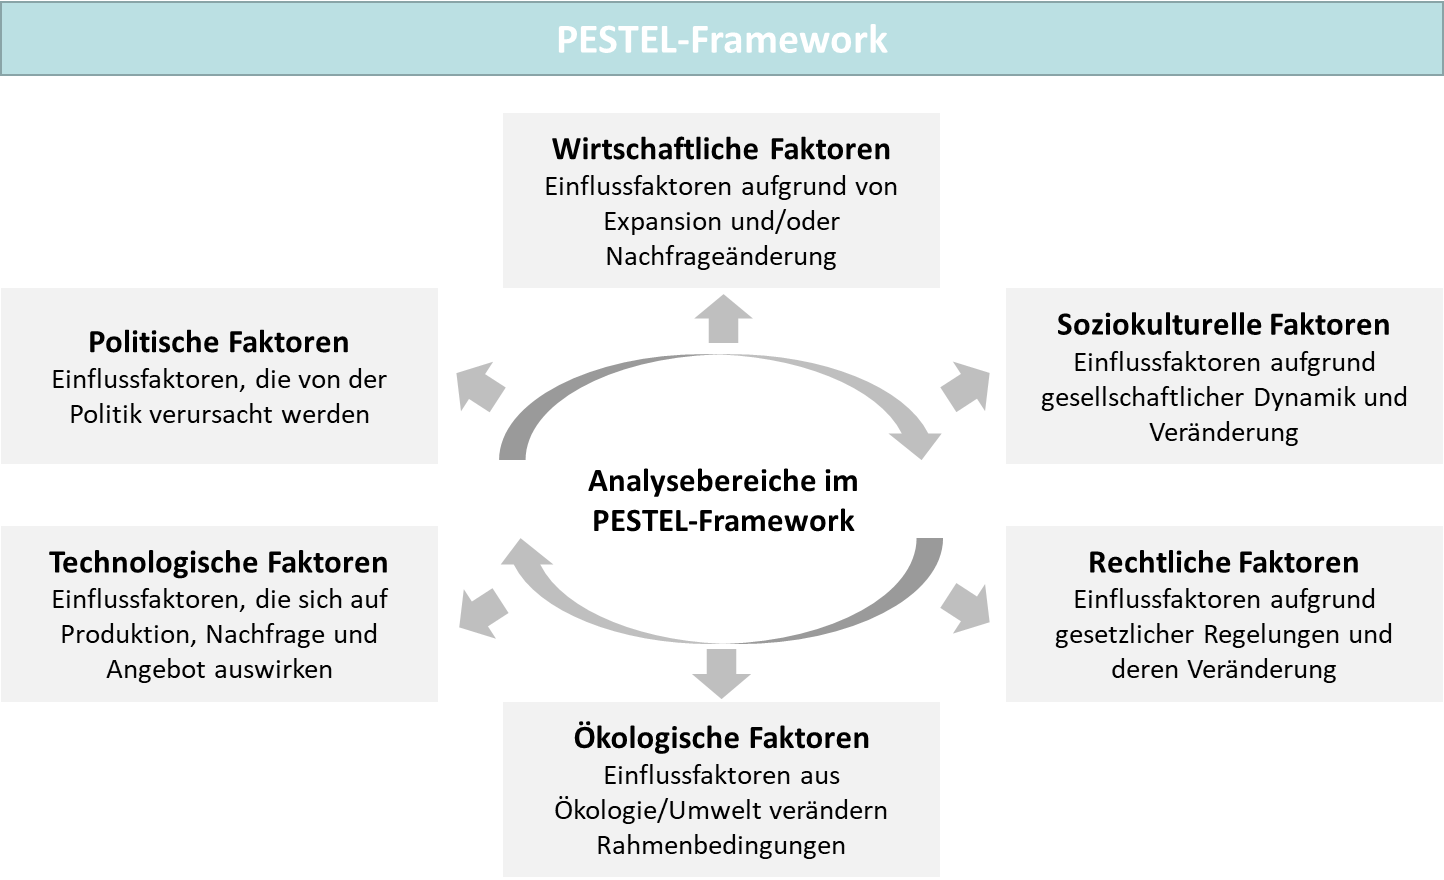 PESTEL-Framework
Wirtschaftliche Faktoren
Einflussfaktoren aufgrund von
Expansion und/oder
Nachfrageänderung
Politische Faktoren
Einflussfaktoren, die von der
Politik verursacht werden
Soziokulturelle Faktoren
Einflussfaktoren aufgrund
gesellschaftlicher Dynamik und
Veränderung
Analysebereiche im
PESTEL-Framework
Technologische Faktoren
Einflussfaktoren, die sich auf
Produktion, Nachfrage und
Angebot auswirken
Rechtliche Faktoren
Einflussfaktoren aufgrund
gesetzlicher Regelungen und
deren Veränderung
Ökologische Faktoren
Einflussfaktoren aus
Ökologie/Umwelt verändern
Rahmenbedingungen